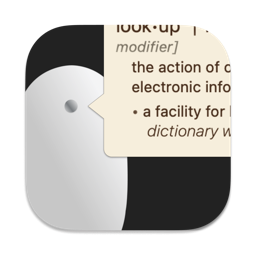 look·up
modifier]
the action of
electronic info
• a facility for
dictionary w